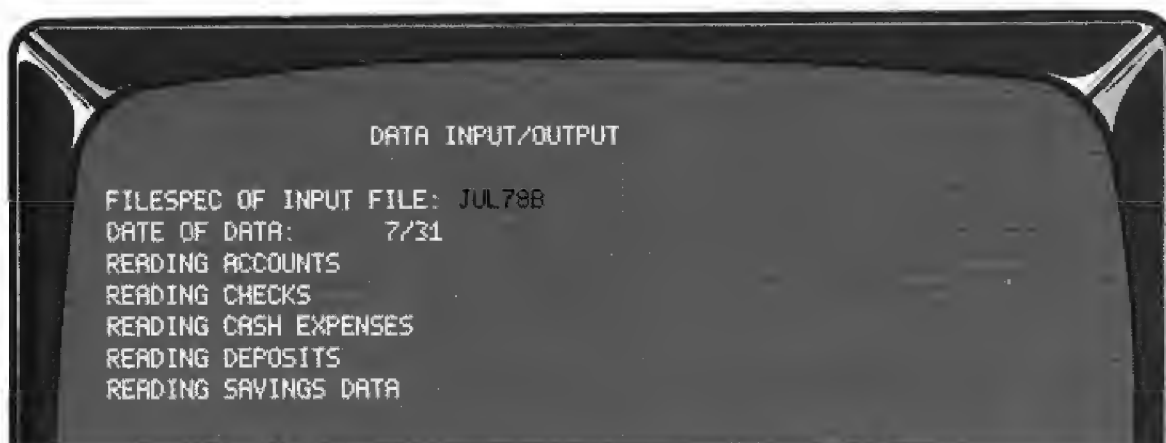 DATA INPUT/OUTPUT
FILESPEC OF INPUT FILE: JUL78B
DATE OF DATA: 7/31
READING ACCOUNTS
READING CHECKS
READING CASH EXPENSES
READING DEPOSITS
READING SAVINGS DATA